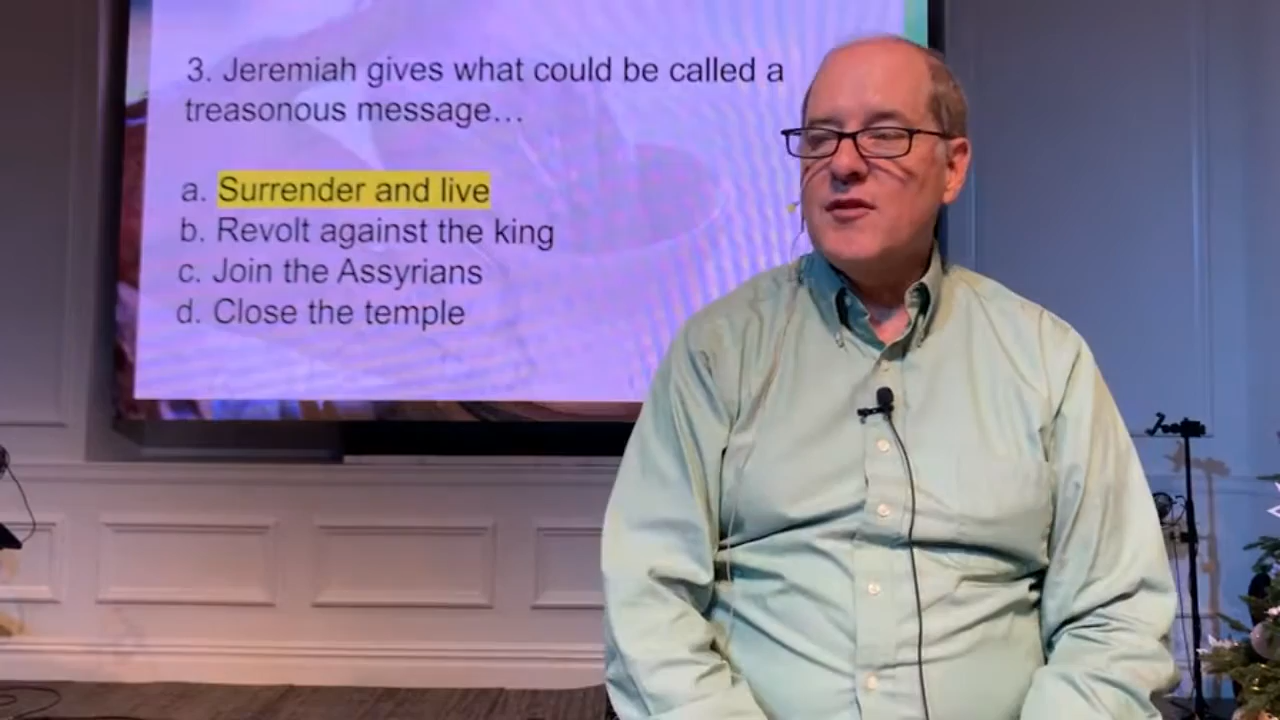 3. Jeremiah gives what could be called a
treasonous message…
a. Surrender and live
b. Revolt against the king
c. Join the Assyrians
d. Close the temple